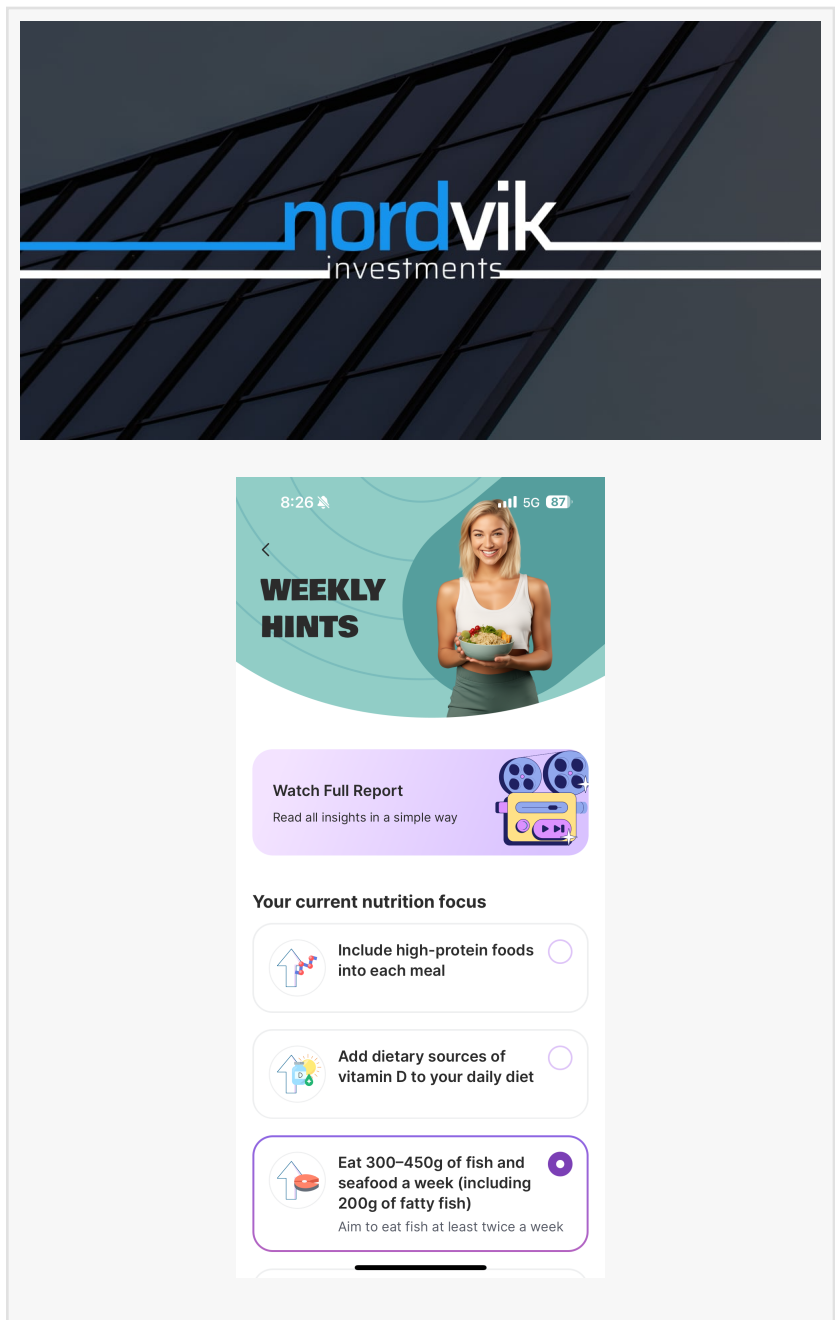 nordvik
investments
8:26
5G 87
WEEKLY
HINTS
Watch Full Report
Read all insights in a simple way
Your current nutrition focus
Include high-protein foods
into each meal
Add dietary sources of
vitamin D to your daily diet
D
Eat 300–450g of fish and
seafood a week (including
200g of fatty fish)
Aim to eat fish at least twice a week